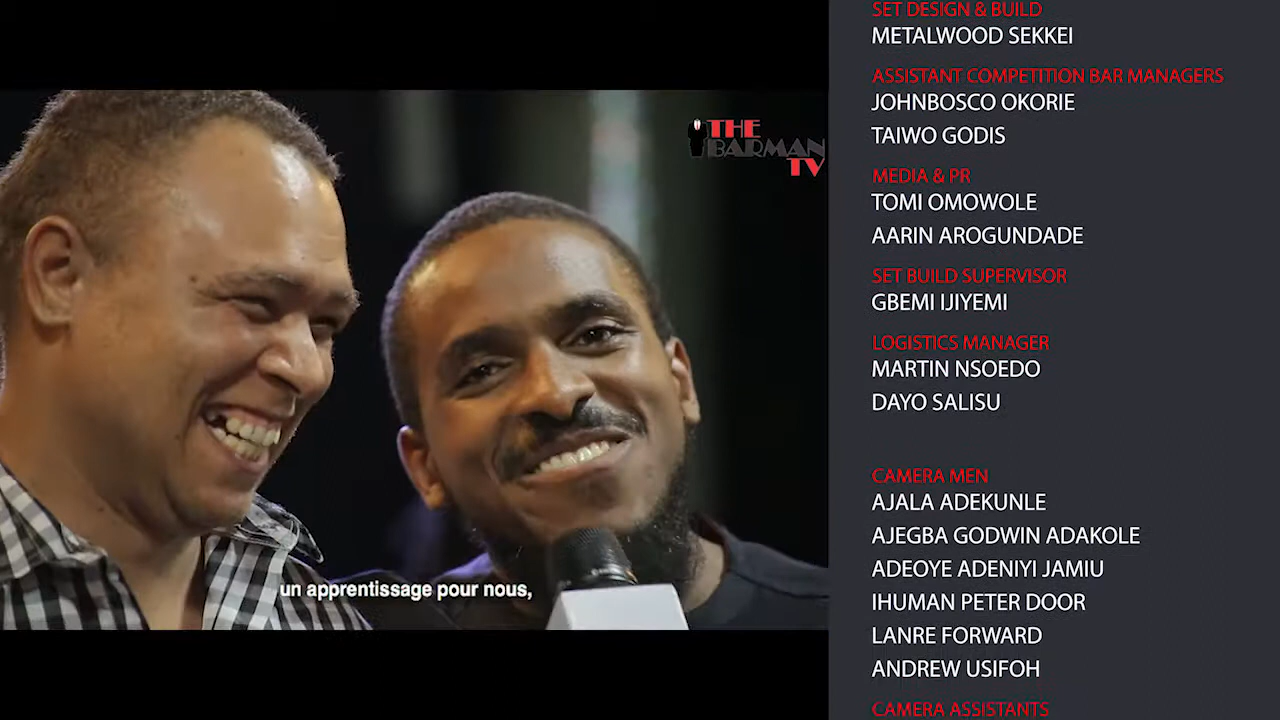 THE
BARMAN
TV
un apprentissage pour nous,
SET DESIGN & BUILD
METALWOOD SEKKEI
ASSISTANT COMPETITION BAR MANAGERS
JOHNBOSCO OKORIE
TAIWO GODIS
MEDIA & PR
TOMI OMOWOLE
AARIN AROGUNDADE
SET BUILD SUPERVISOR
GBEMI IJIYEMI
LOGISTICS MANAGER
MARTIN NSOEDO
DAYO SALISU
CAMERA MEN
AJALA ADEKUNLE
AJEGBA GODWIN ADAKOLE
ADEOYE ADENIYI JAMIU
IHUMAN PETER DOOR
LANRE FORWARD
ANDREW USIFOH
CAMERA ASSISTANTS